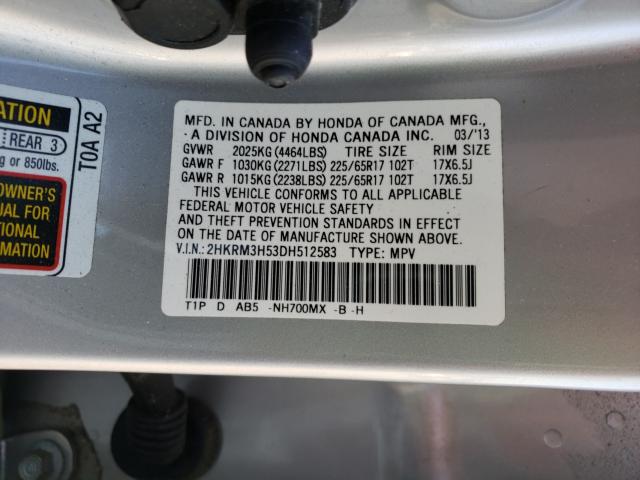 ATION
REAR 3
g or 850lbs.
OWNER'S
UAL FOR
TIONAL
ATION
TOA A2
MFD. IN CANADA BY HONDA OF CANADA MFG.,
A DIVISION OF HONDA CANADA INC. 03/'13
GVWR 2025KG (4464LBS) TIRE SIZE RIM SIZE
GAWR F 1030KG (2271LBS) 225/65R17 102T 17X6.5J
GAWR R 1015KG (2238LBS) 225/65R17 102T 17X6.5J
THIS VEHICLE CONFORMS TO ALL APPLICABLE
FEDERAL MOTOR VEHICLE SAFETY
AND THEFT PREVENTION STANDARDS IN EFFECT
ON THE DATE OF MANUFACTURE SHOWN ABOVE.
V.I.N.: 2HKRM3H53DH512583 TYPE: MPV
T1P D AB5 -NH700MX -B -H